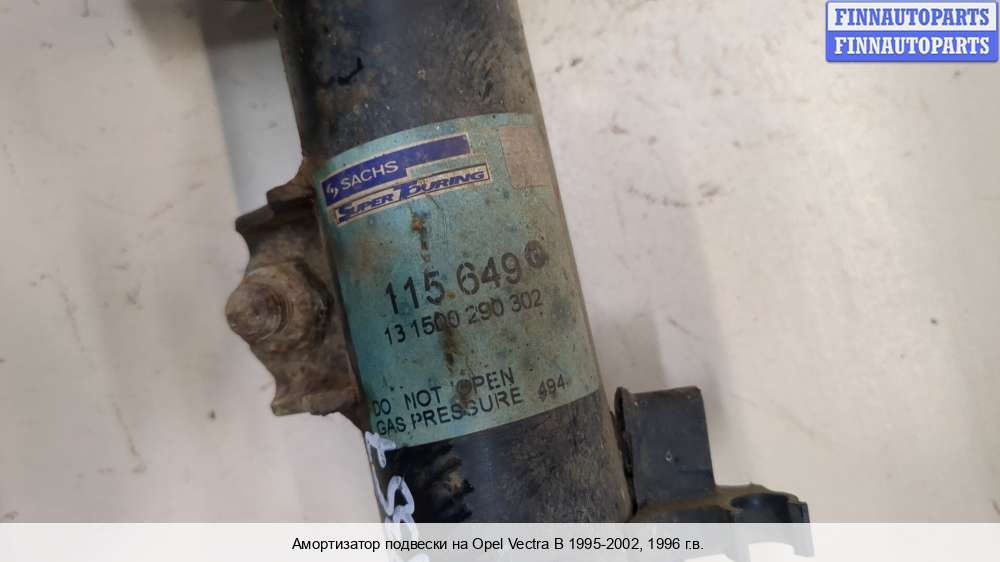 FINNAUTOPARTS
FINNAUTOPARTS
SACHS
SUPER TOURING
115 649
13 1500 290 302
DO NOT OPEN
GAS PRESSURE 494
Амортизатор подвески на Opel Vectra B 1995-2002, 1996 г.в.